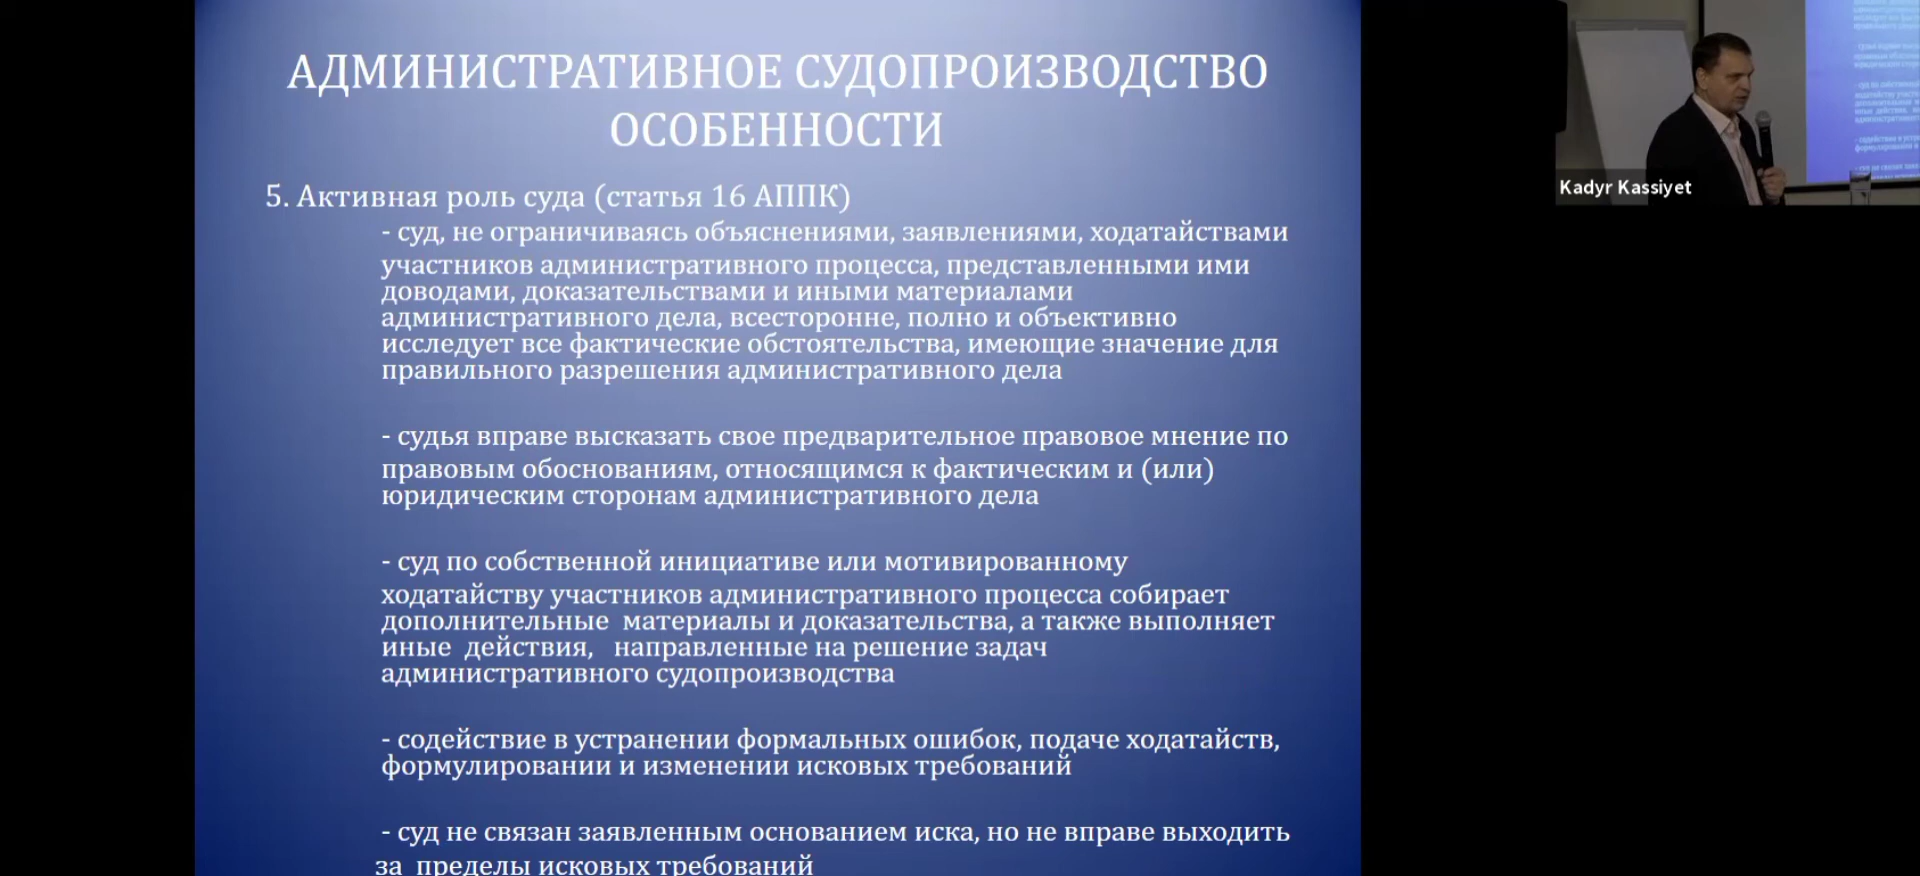 АДМИНИСТРАТИВНОЕ СУДОПРОИЗВОДСТВО
ОСОБЕННОСТИ
5. Активная роль суда (статья 16 АППК)
- суд, не ограничиваясь объяснениями, заявлениями, ходатайствами
участников административного процесса, представленными ими
доводами, доказательствами и иными материалами
административного дела, всесторонне, полно и объективно
исследует все фактические обстоятельства, имеющие значение для
правильного разрешения административного дела
- судья вправе высказать свое предварительное правовое мнение по
правовым обоснованиям, относящимся к фактическим и (или)
юридическим сторонам административного дела
- суд по собственной инициативе или мотивированному
ходатайству участников административного процесса собирает
дополнительные  материалы и доказательства, а также выполняет
иные  действия,   направленные на решение задач
административного судопроизводства
- содействие в устранении формальных ошибок, подаче ходатайств,
формулировании и изменении исковых требований
- суд не связан заявленным основанием иска, но не вправе выходить
за  пределы исковых требований
Kadyr Kassiyet